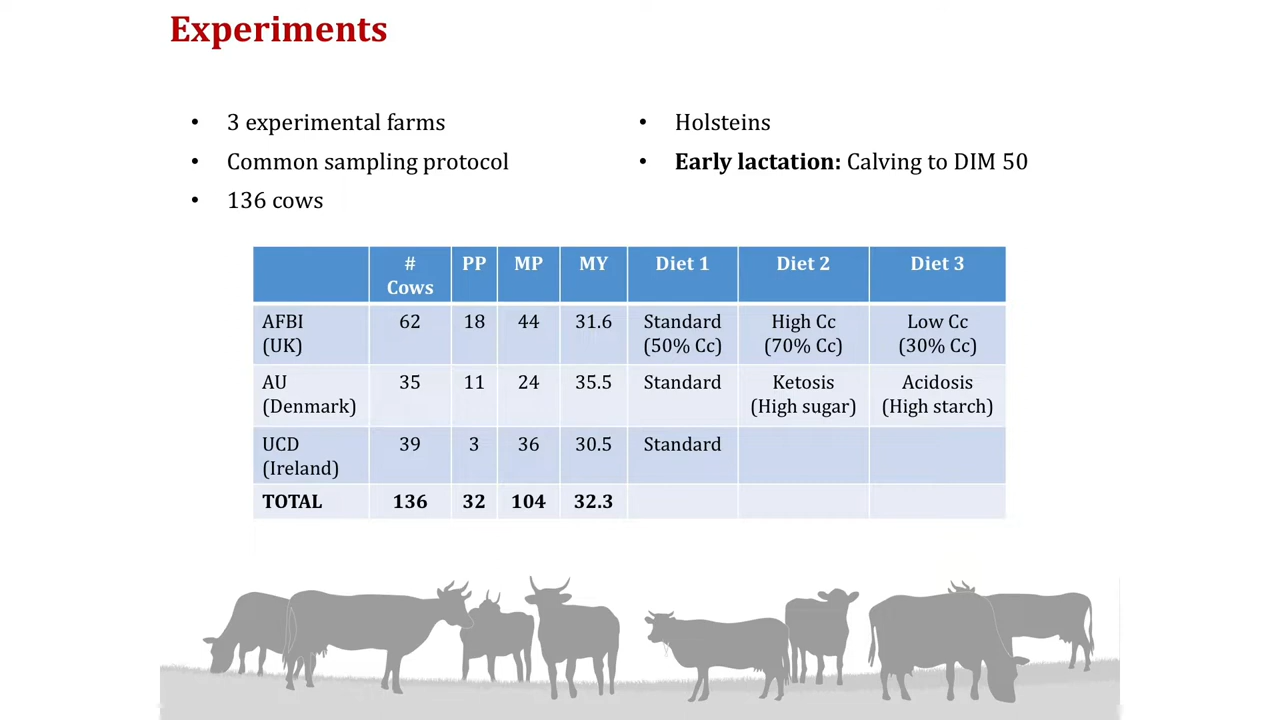 Experiments
• 3 experimental farms
• Common sampling protocol
• 136 cows
• Holsteins
• Early lactation: Calving to DIM 50
# Cows PP MP MY Diet 1 Diet 2 Diet 3
AFBI (UK) 62 18 44 31.6 Standard (50% Cc) High Cc (70% Cc) Low Cc (30% Cc)
AU (Denmark) 35 11 24 35.5 Standard Ketosis (High sugar) Acidosis (High starch)
UCD (Ireland) 39 3 36 30.5 Standard
TOTAL 136 32 104 32.3